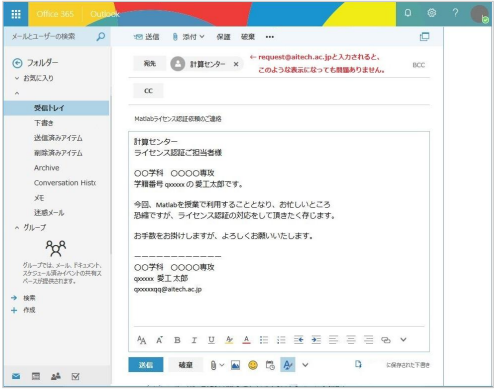 Office 365 Outlook
?
メールとユーザーの検索
送信 添付 保護 破棄 •••
フォルダー
お気に入り
受信トレイ
下書き
送信済みアイテム
削除済みアイテム
Archive
Conversation Histo
メモ
迷惑メール
グループ
グループでは、メール、ドキュメント、
スケジュール済みイベントの共有ス
ペースが提供されます。
検索
作成
宛先 計算センター ×
← request@aitech.ac.jpと入力されると、
このような表示になっても問題ありません。
BCC
CC
Matlabライセンス認証依頼のご連絡
計算センター
ライセンス認証ご担当者様
〇〇学科 〇〇〇〇専攻
学籍番号 qxxxxx の 愛工太郎です。
今回、Matlabを授業で利用することとなり、お忙しいところ
恐縮ですが、ライセンス認証の対応をして頂きたく存じます。
お手数をお掛けしますが、よろしくお願いいたします。
ーーーーーーーーーーーー
〇〇学科 〇〇〇〇専攻
qxxxxx 愛工 太郎
qxxxxxqq@aitech.ac.jp
B I U
送信 破棄
に保存された下書き